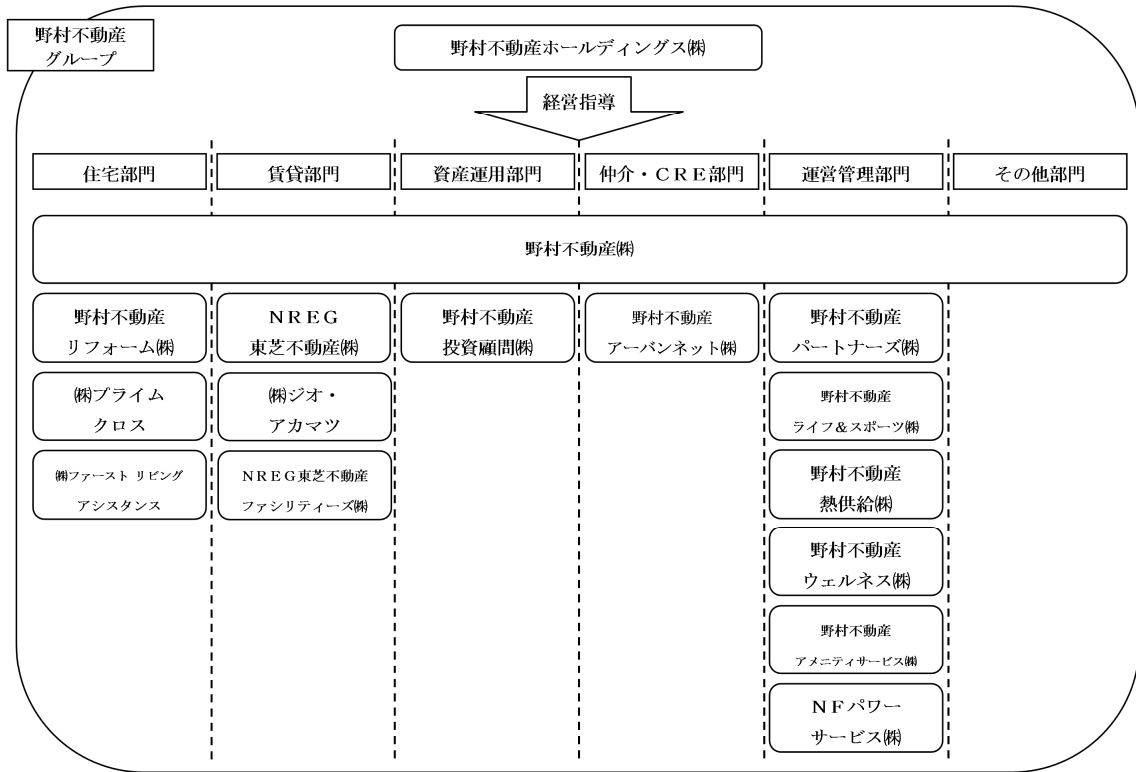 野村不動産
グループ
野村不動産ホールディングス㈱
経営指導
住宅部門
賃貸部門
資産運用部門
仲介・ＣＲＥ部門
運営管理部門
その他部門
野村不動産㈱
野村不動産
リフォーム㈱
㈱プライム
クロス
㈱ファースト リビング
アシスタンス
ＮＲＥＧ
東芝不動産㈱
㈱ジオ・
アカマツ
ＮＲＥＧ東芝不動産
ファシリティーズ㈱
野村不動産
投資顧問㈱
野村不動産
アーバンネット㈱
野村不動産
パートナーズ㈱
野村不動産
ライフ＆スポーツ㈱
野村不動産
熱供給㈱
野村不動産
ウェルネス㈱
野村不動産
アメニティサービス㈱
ＮＦパワー
サービス㈱